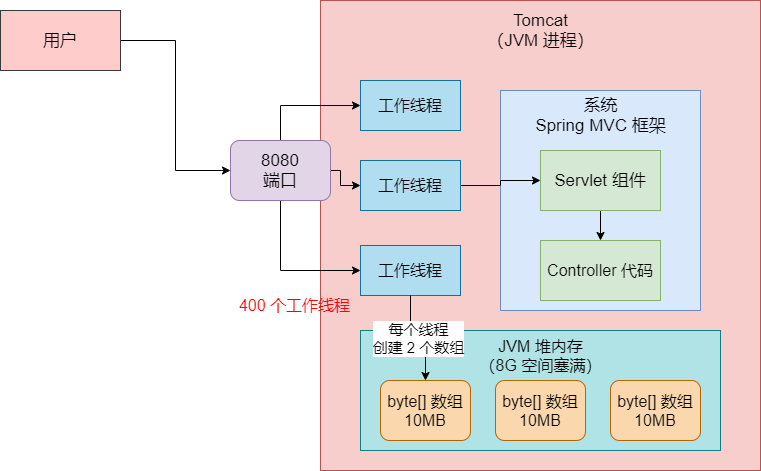 用户
Tomcat
（JVM 进程）
工作线程
系统
Spring MVC 框架
8080
端口
工作线程
Servlet 组件
工作线程
Controller 代码
400 个工作线程
每个线程
创建 2 个数组
JVM 堆内存
（8G 空间塞满）
byte[] 数组
10MB
byte[] 数组
10MB
byte[] 数组
10MB